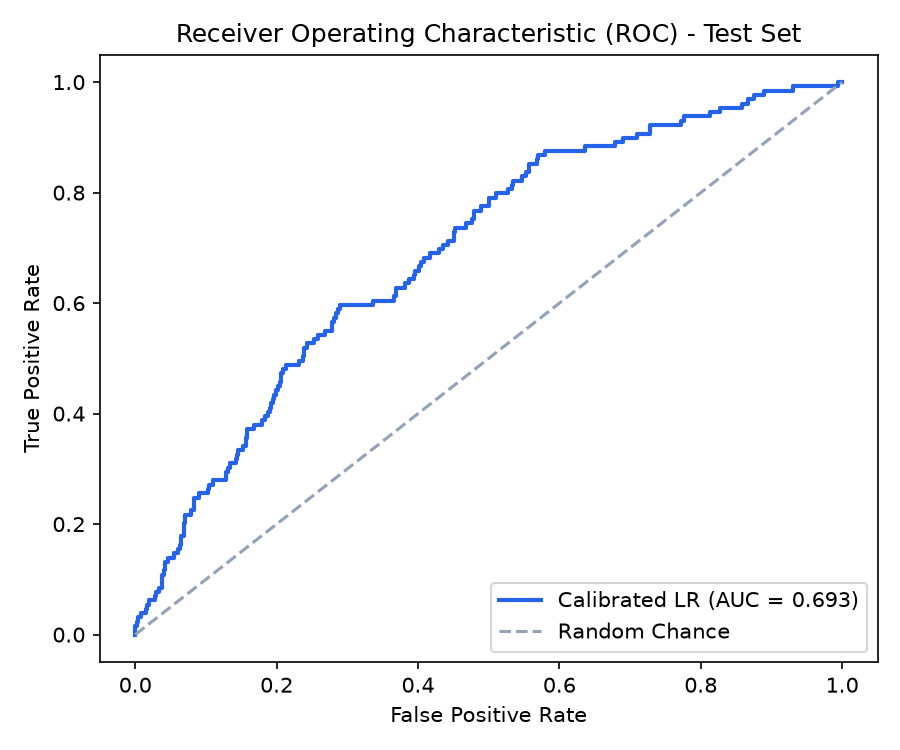 Receiver Operating Characteristic (ROC) - Test Set
True Positive Rate
1.0
0.8
0.6
0.4
0.2
0.0
Calibrated LR (AUC = 0.693)
Random Chance
0.0 0.2 0.4 0.6 0.8 1.0
False Positive Rate